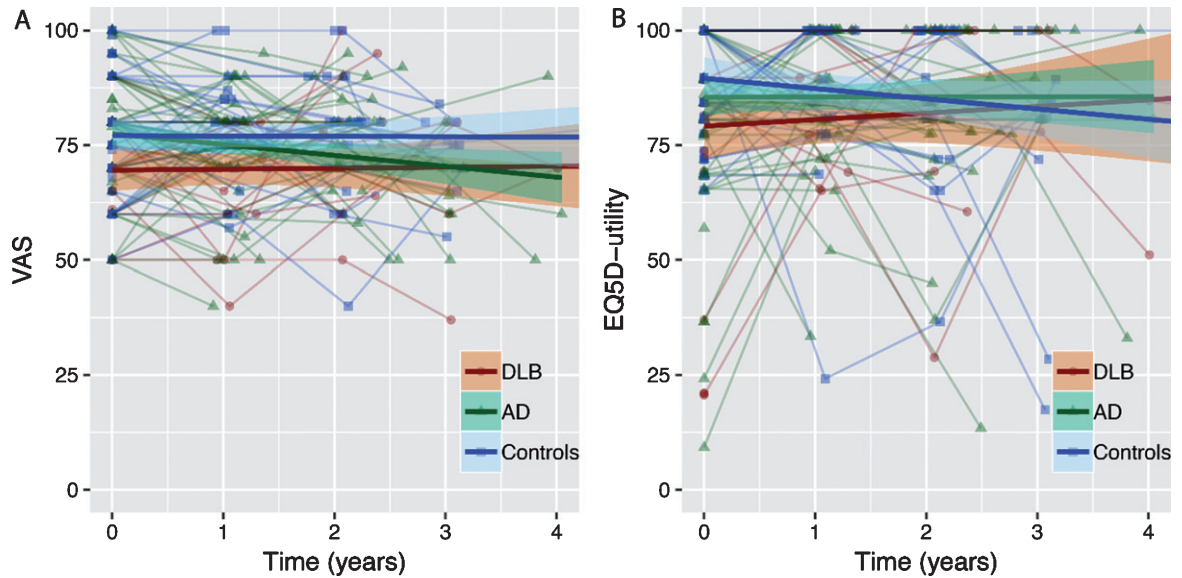 A
VAS
100
75
50
25
0
0 1 2 3 4
Time (years)
DLB
AD
Controls
B
EQ5D−utility
100
75
50
25
0
0 1 2 3 4
Time (years)
DLB
AD
Controls